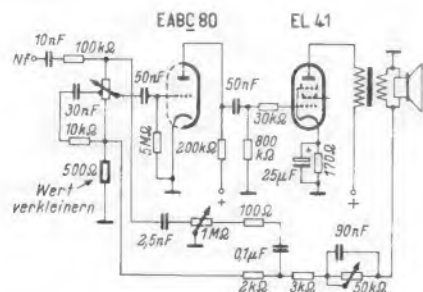 EABC 80
EL 41
10nF
100kΩ
Nf
50nF
50nF
30nF
30kΩ
10kΩ
5MΩ
200kΩ
800
kΩ
170Ω
25µF
500Ω
Wert
verkleinern
+
+
2,5nF
1MΩ
100Ω
90nF
0,1µF
2kΩ
3kΩ
50kΩ